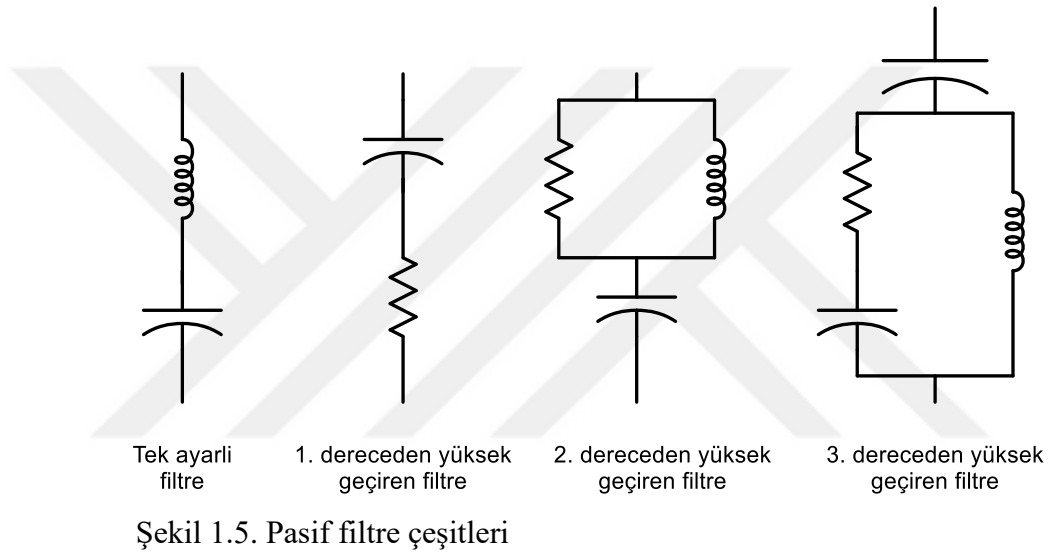 Tek ayarli
filtre
1. dereceden yüksek
geçiren filtre
2. dereceden yüksek
geçiren filtre
3. dereceden yüksek
geçiren filtre
Şekil 1.5. Pasif filtre çeşitleri